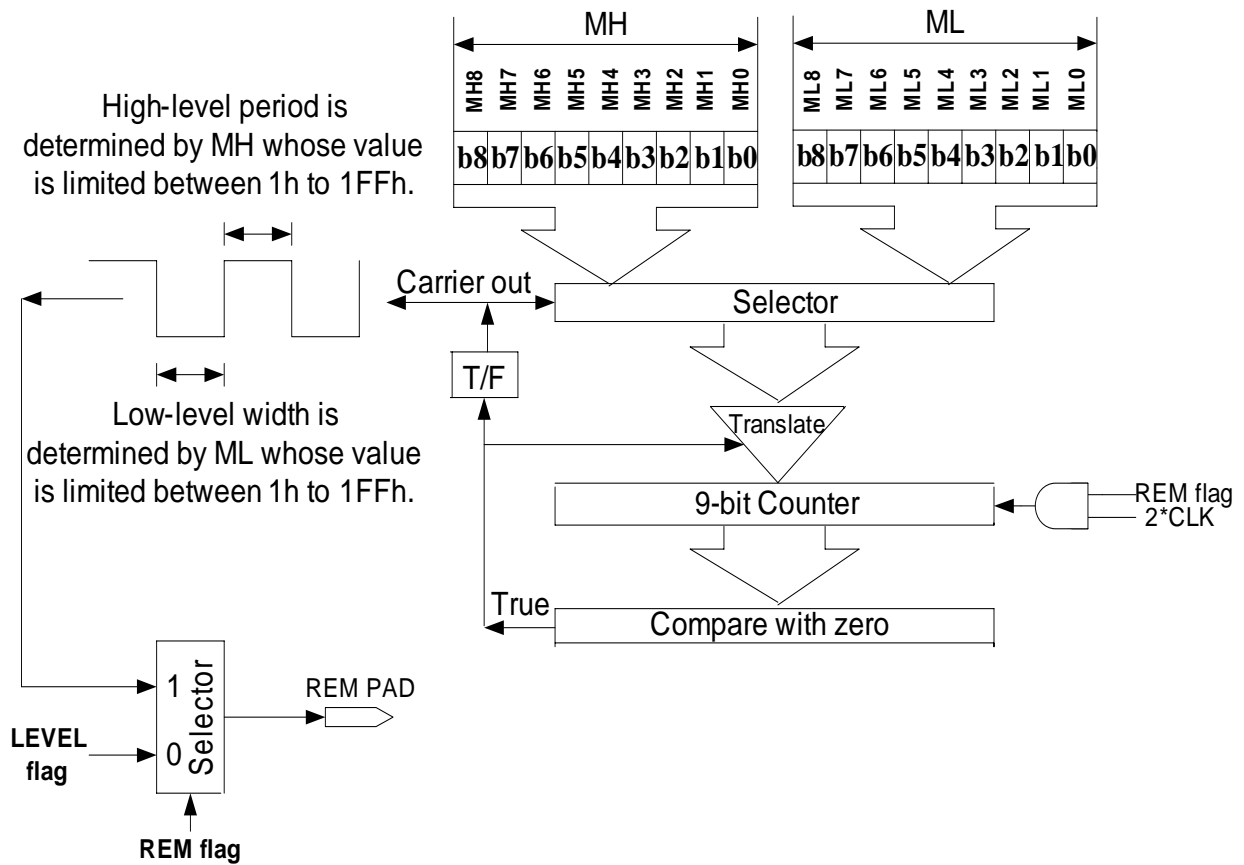 MH
ML
MH8 MH7 MH6 MH5 MH4 MH3 MH2 MH1 MH0
ML8 ML7 ML6 ML5 ML4 ML3 ML2 ML1 ML0
b8 b7 b6 b5 b4 b3 b2 b1 b0
b8 b7 b6 b5 b4 b3 b2 b1 b0
High-level period is
determined by MH whose value
is limited between 1h to 1FFh.
Carrier out
Selector
T/F
Translate
Low-level width is
determined by ML whose value
is limited between 1h to 1FFh.
9-bit Counter
REM flag
2*CLK
True
Compare with zero
1
0
Selector
REM PAD
LEVEL
flag
REM flag